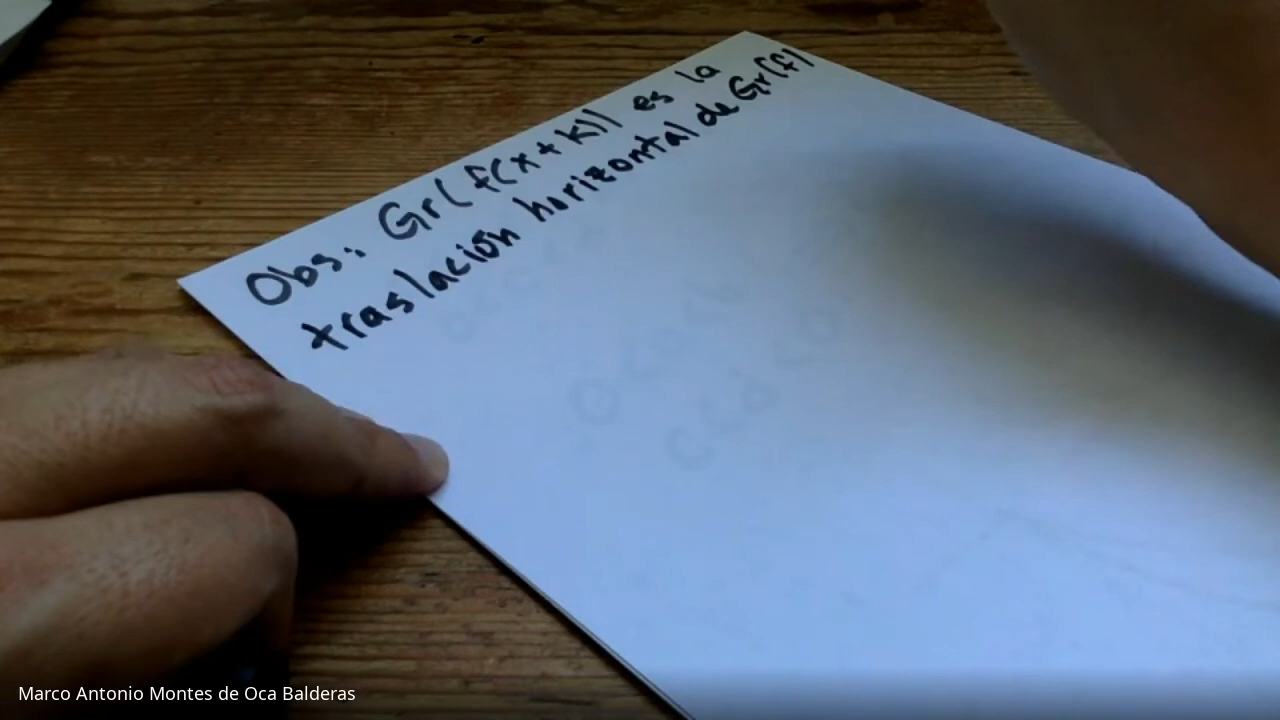 Obs: Gr( f(x + k)) es la
traslación horizontal de Gr(f)
Marco Antonio Montes de Oca Balderas